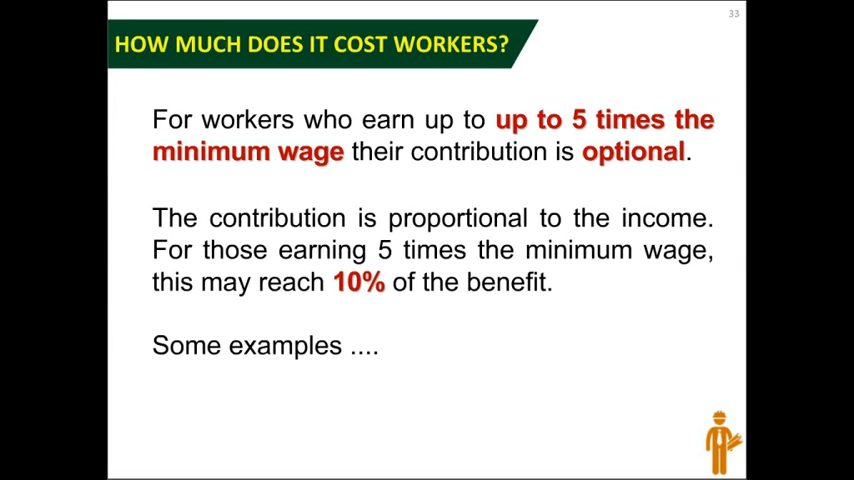 33
HOW MUCH DOES IT COST WORKERS?
For workers who earn up to up to 5 times the
minimum wage their contribution is optional.
The contribution is proportional to the income.
For those earning 5 times the minimum wage,
this may reach 10% of the benefit.
Some examples ....